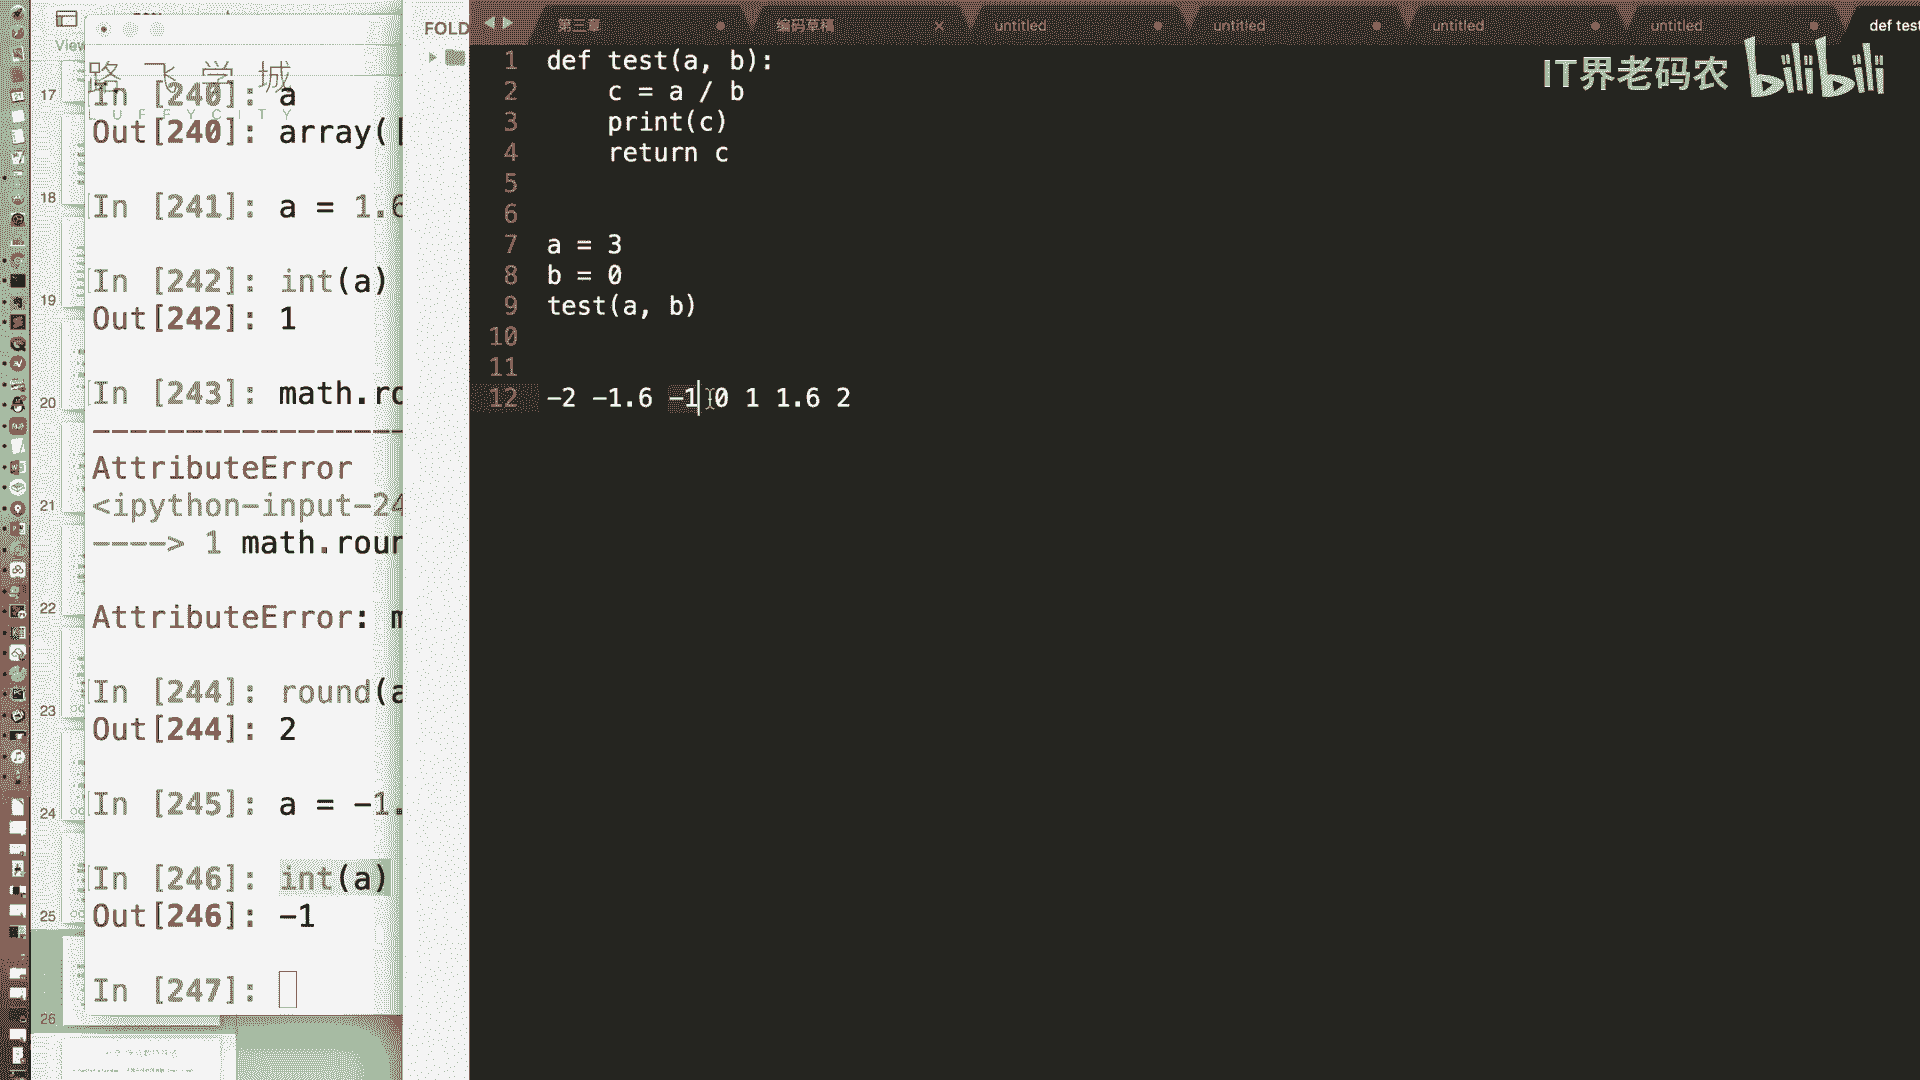 View
路飞学城
LUFFYCITY
17
18
19
20
21
22
23
24
25
26
In [240]: a
Out[240]: array([
In [241]: a = 1.6
In [242]: int(a)
Out[242]: 1
In [243]: math.ro
AttributeError
<ipython-input-24
----> 1 math.roun
AttributeError: m
In [244]: round(a
Out[244]: 2
In [245]: a = -1.
In [246]: int(a)
Out[246]: -1
In [247]:
FOLD
第三章
编码草稿
untitled
untitled
untitled
untitled
def test
IT界老码农 bilibili
1 def test(a, b):
2     c = a / b
3     print(c)
4     return c
5
6
7 a = 3
8 b = 0
9 test(a, b)
10
11
12 -2 -1.6 -1 0 1 1.6 2